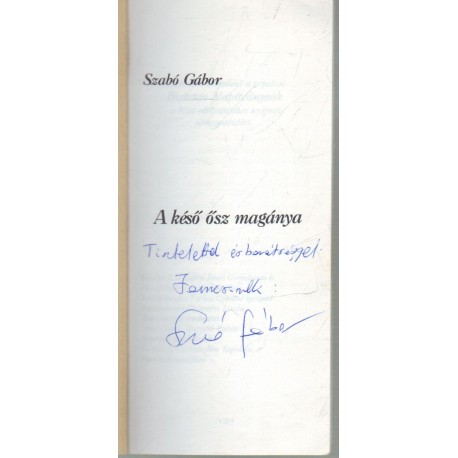 Szabó Gábor
A késő ősz magánya
Tisztelettel és barátsággal
Szabó Gábor